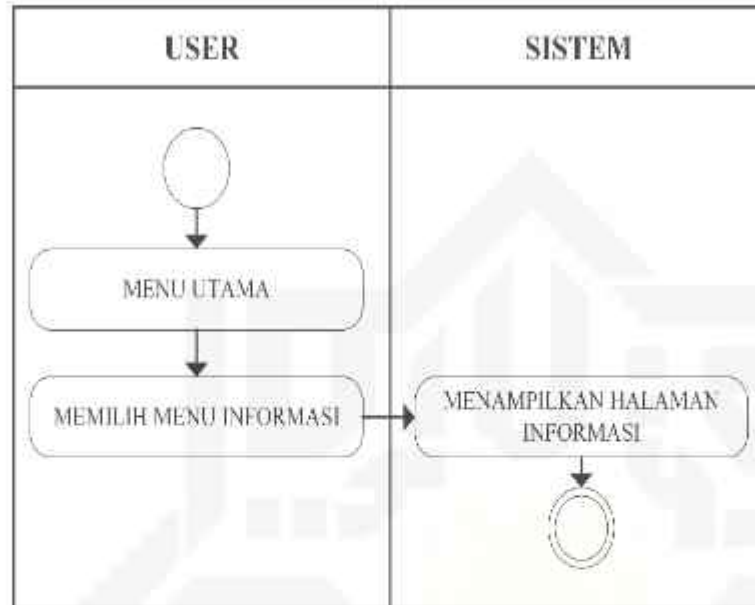 USER
SISTEM
MENU UTAMA
MEMILIH MENU INFORMASI
MENAMPILKAN HALAMAN
INFORMASI